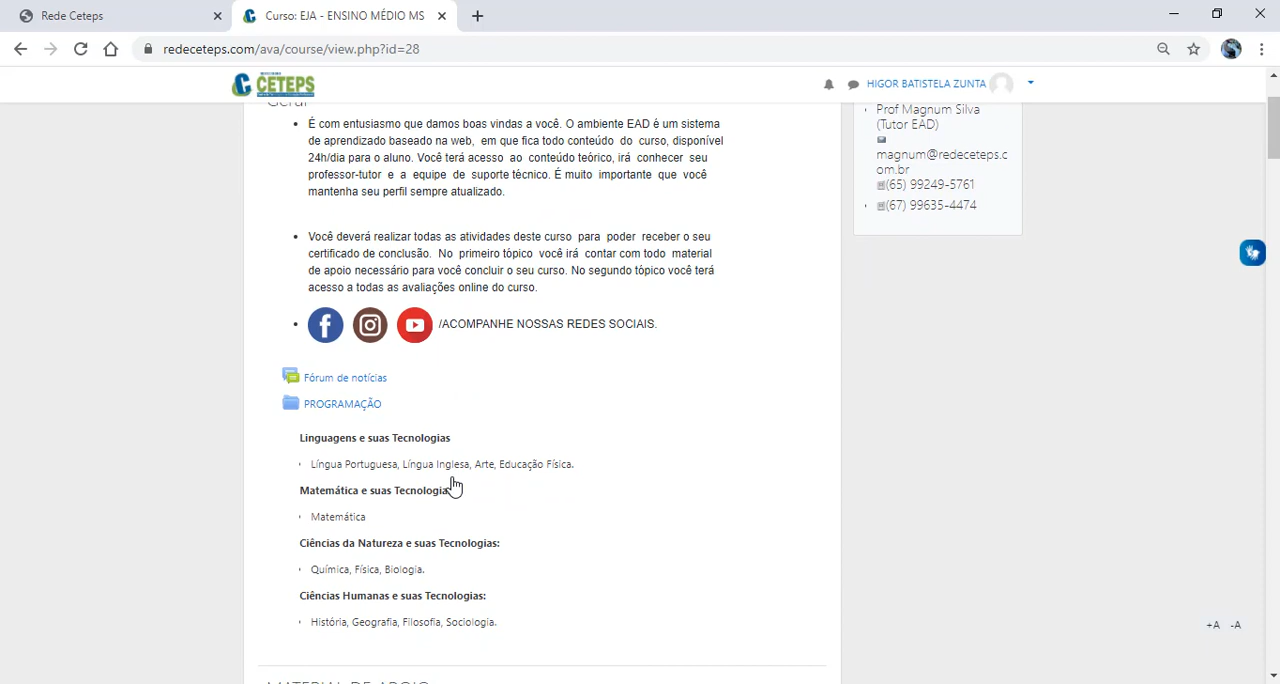 Rede Ceteps
Curso: EJA - ENSINO MÉDIO MS
redeceteps.com/ava/course/view.php?id=28
CETEPS
HIGOR BATISTELA ZUNTA
Geral
É com entusiasmo que damos boas vindas a você. O ambiente EAD é um sistema
de aprendizado baseado na web, em que fica todo conteúdo do curso, disponível
24h/dia para o aluno. Você terá acesso ao conteúdo teórico, irá conhecer seu
professor-tutor e a equipe de suporte técnico. É muito importante que você
mantenha seu perfil sempre atualizado.
Você deverá realizar todas as atividades deste curso para poder receber o seu
certificado de conclusão. No primeiro tópico você irá contar com todo material
de apoio necessário para você concluir o seu curso. No segundo tópico você terá
acesso a todas as avaliações online do curso.
/ACOMPANHE NOSSAS REDES SOCIAIS.
Fórum de notícias
PROGRAMAÇÃO
Linguagens e suas Tecnologias
Língua Portuguesa, Língua Inglesa, Arte, Educação Física.
Matemática e suas Tecnologia
Matemática
Ciências da Natureza e suas Tecnologias:
Química, Física, Biologia.
Ciências Humanas e suas Tecnologias:
História, Geografia, Filosofia, Sociologia.
MATERIAL DE APOIO
Prof Magnum Silva
(Tutor EAD)
magnum@redeceteps.c
om.br
(65) 99249-5761
(67) 99635-4474
+A -A